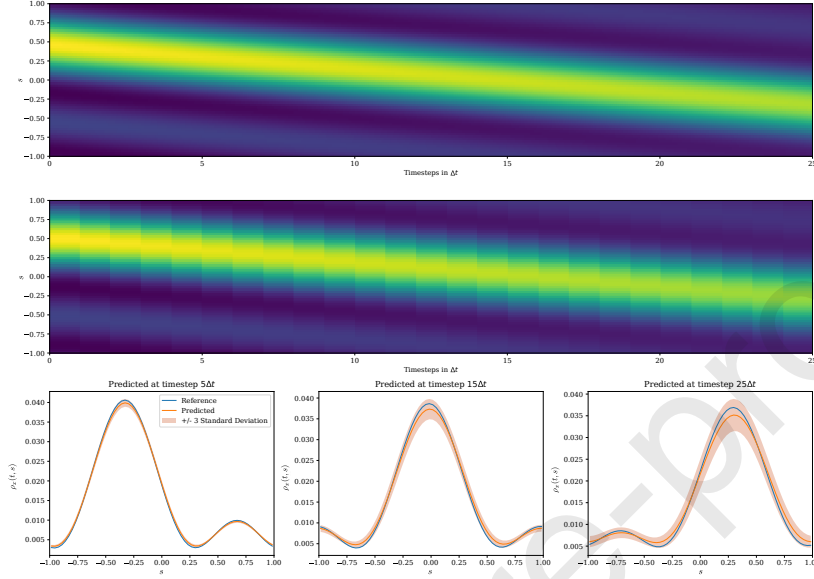 1.00
0.75
0.50
0.25
0.00
−0.25
−0.50
−0.75
−1.00
s
0 5 10 15 20 25
Timesteps in Δt
1.00
0.75
0.50
0.25
0.00
−0.25
−0.50
−0.75
−1.00
s
0 5 10 15 20 25
Timesteps in Δt
Predicted at timestep 5Δt
Reference
Predicted
+/- 3 Standard Deviation
0.040
0.035
0.030
0.025
0.020
0.015
0.010
0.005
ρₓ(t, s)
−1.00 −0.75 −0.50 −0.25 0.00 0.25 0.50 0.75 1.00
s
Predicted at timestep 15Δt
0.040
0.035
0.030
0.025
0.020
0.015
0.010
0.005
ρₓ(t, s)
−1.00 −0.75 −0.50 −0.25 0.00 0.25 0.50 0.75 1.00
s
Predicted at timestep 25Δt
0.040
0.035
0.030
0.025
0.020
0.015
0.010
0.005
ρₓ(t, s)
−1.00 −0.75 −0.50 −0.25 0.00 0.25 0.50 0.75 1.00
s
e-pro